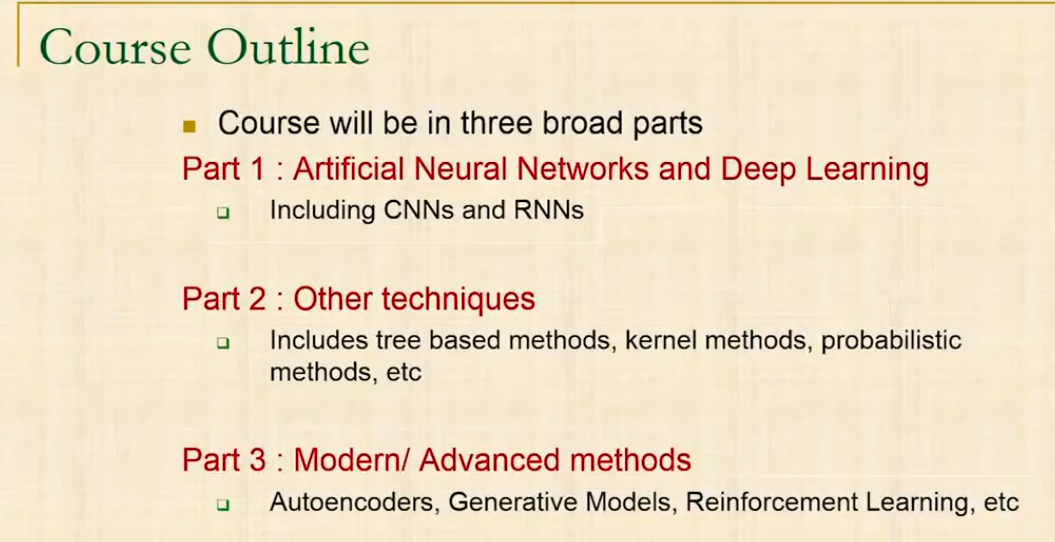 Course Outline
Course will be in three broad parts
Part 1 : Artificial Neural Networks and Deep Learning
Including CNNs and RNNs
Part 2 : Other techniques
Includes tree based methods, kernel methods, probabilistic
methods, etc
Part 3 : Modern/ Advanced methods
Autoencoders, Generative Models, Reinforcement Learning, etc